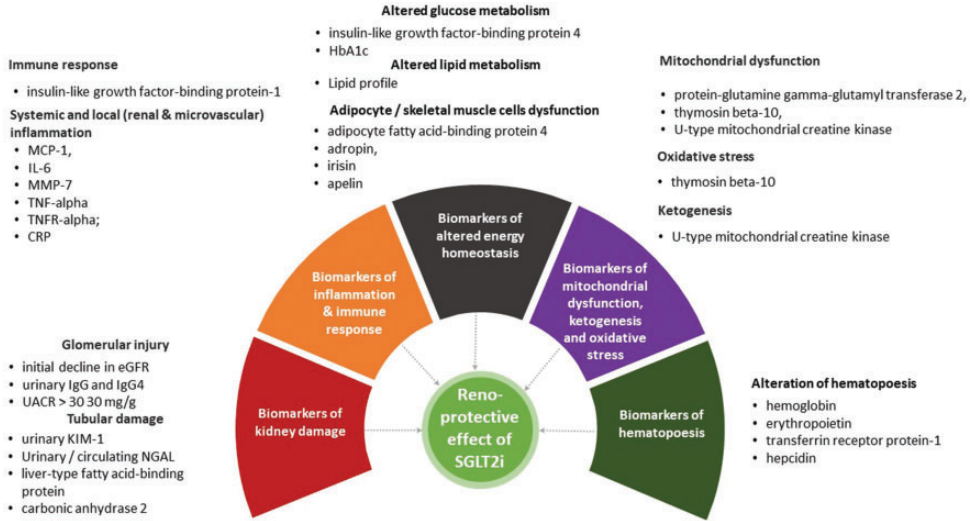 Altered glucose metabolism
• insulin-like growth factor-binding protein 4
• HbA1c
Altered lipid metabolism
• Lipid profile
Adipocyte / skeletal muscle cells dysfunction
• adipocyte fatty acid-binding protein 4
• adropin,
• irisin
• apelin
Immune response
• insulin-like growth factor-binding protein-1
Systemic and local (renal & microvascular)
inflammation
• MCP-1,
• IL-6
• MMP-7
• TNF-alpha
• TNFR-alpha;
• CRP
Mitochondrial dysfunction
• protein-glutamine gamma-glutamyl transferase 2,
• thymosin beta-10,
• U-type mitochondrial creatine kinase
Oxidative stress
• thymosin beta-10
Ketogenesis
• U-type mitochondrial creatine kinase
Glomerular injury
• initial decline in eGFR
• urinary IgG and IgG4
• UACR > 30 30 mg/g
Tubular damage
• urinary KIM-1
• Urinary / circulating NGAL
• liver-type fatty acid-binding
protein
• carbonic anhydrase 2
Biomarkers of
kidney damage
Biomarkers of
inflammation
& immune
response
Biomarkers of
altered energy
homeostasis
Biomarkers of
mitochondrial
dysfunction,
ketogenesis
and oxidative
stress
Biomarkers of
hematopoesis
Reno-
protective
effect of
SGLT2i
Alteration of hematopoesis
• hemoglobin
• erythropoietin
• transferrin receptor protein-1
• hepcidin